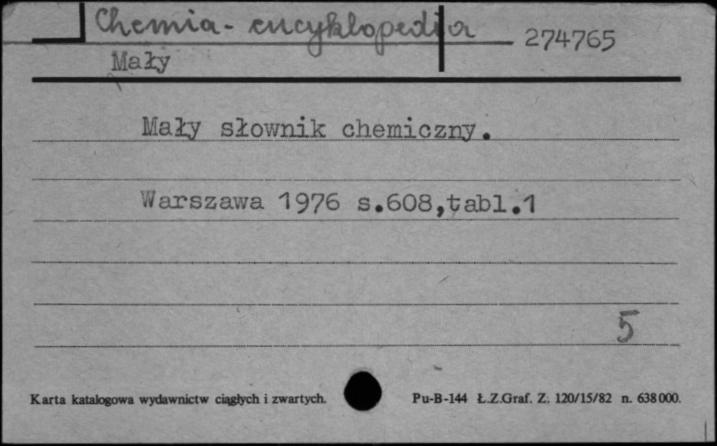 Chemia - encyklopedia
274765
Mały
Mały słownik chemiczny.
Warszawa 1976 s.608,tabl.1
5
Karta katalogowa wydawnictw ciągłych i zwartych. Pu-B-144 Ł.Z.Graf. Z. 120/15/82 n. 638000.